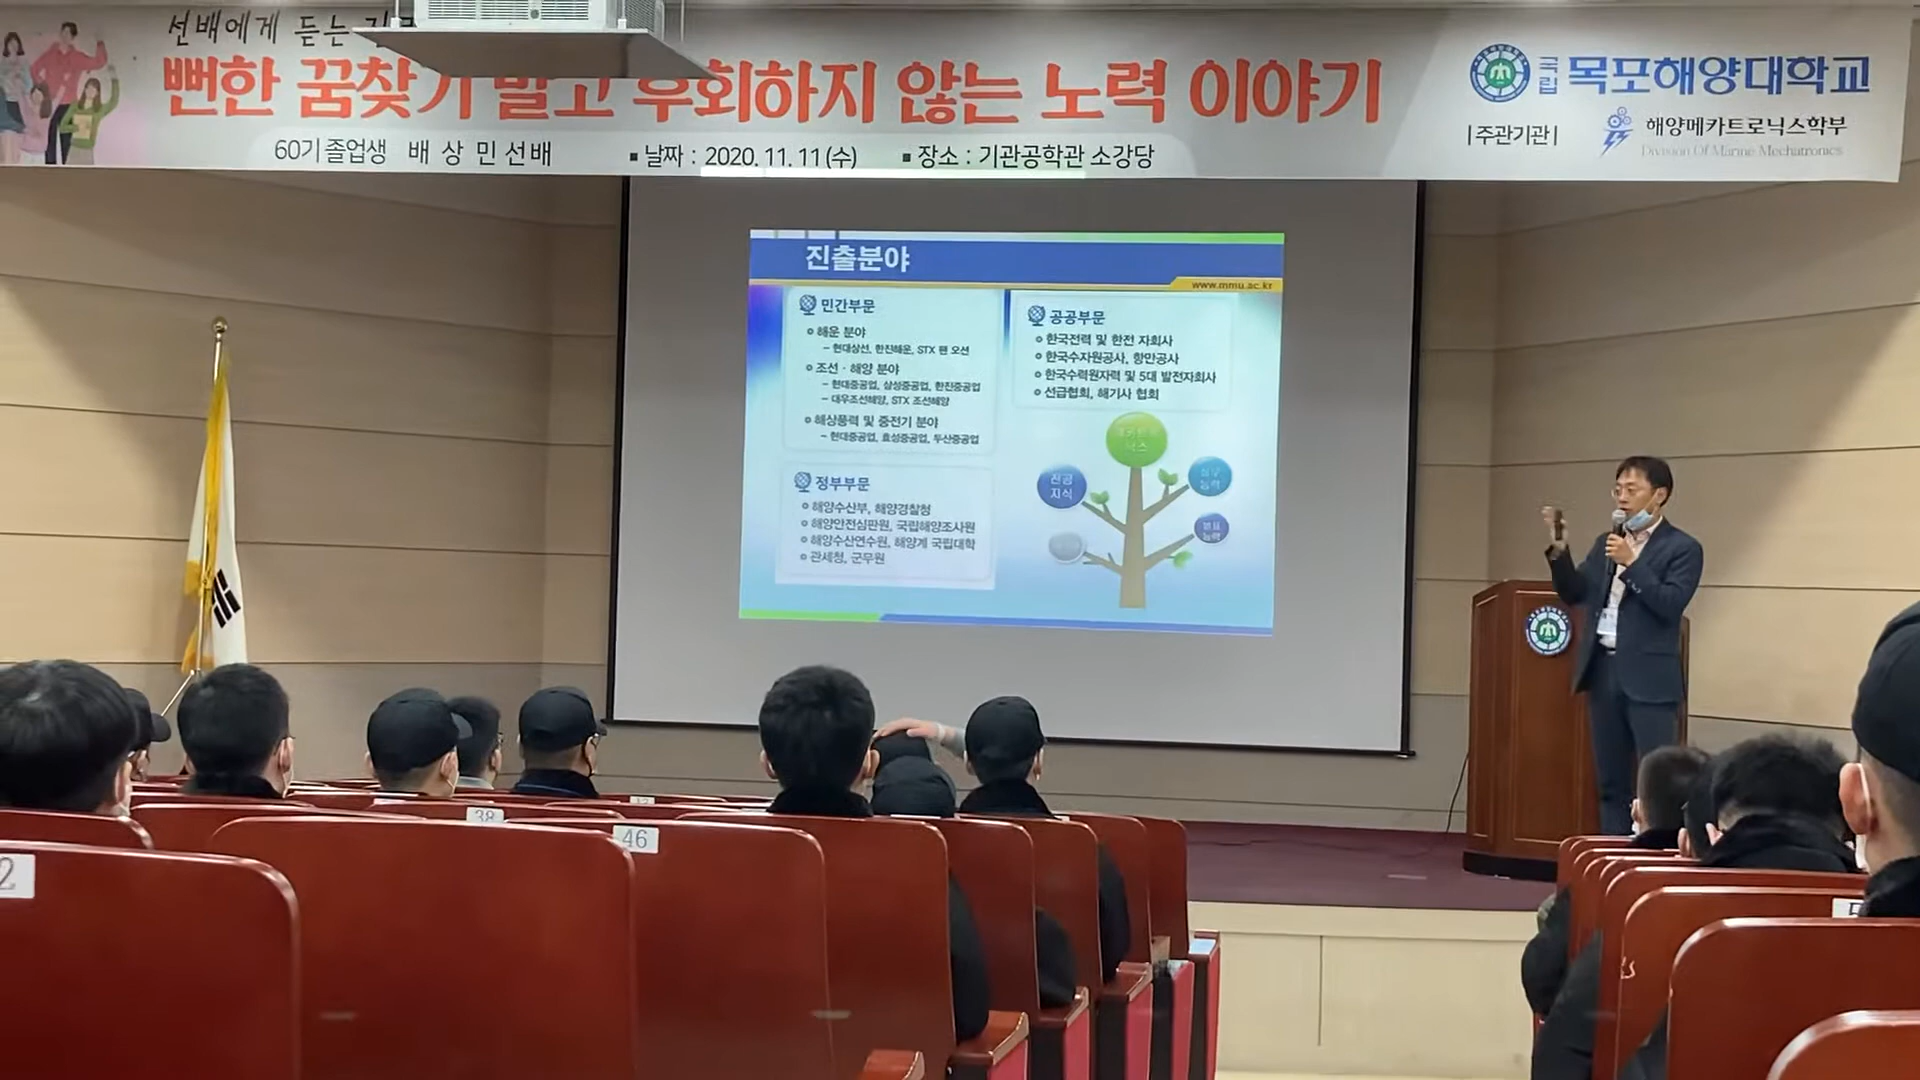 선배에게 듣는
뻔한 꿈찾기 말고 후회하지 않는 노력 이야기
60기 졸업생 배상민 선배 ▪ 날짜 : 2020. 11. 11 (수) ▪ 장소 : 기관공학관 소강당
국립 목포해양대학교
|주관기관| 해양메카트로닉스학부
Division Of Marine Mechatronics
진출분야
www.mmu.ac.kr
민간부문
해운 분야
– 현대상선, 한진해운, STX 팬 오션
조선 · 해양 분야
– 현대중공업, 삼성중공업, 한진중공업
– 대우조선해양, STX 조선해양
해상풍력 및 중전기 분야
– 현대중공업, 효성중공업, 두산중공업
정부부문
해양수산부, 해양경찰청
해양안전심판원, 국립해양조사원
해양수산연수원, 해양계 국립대학
관세청, 군무원
공공부문
한국전력 및 한전 자회사
한국수자원공사, 항만공사
한국수력원자력 및 5대 발전자회사
선급협회, 해기사 협회
전공
지식
능력
발표
능력
38
46
2